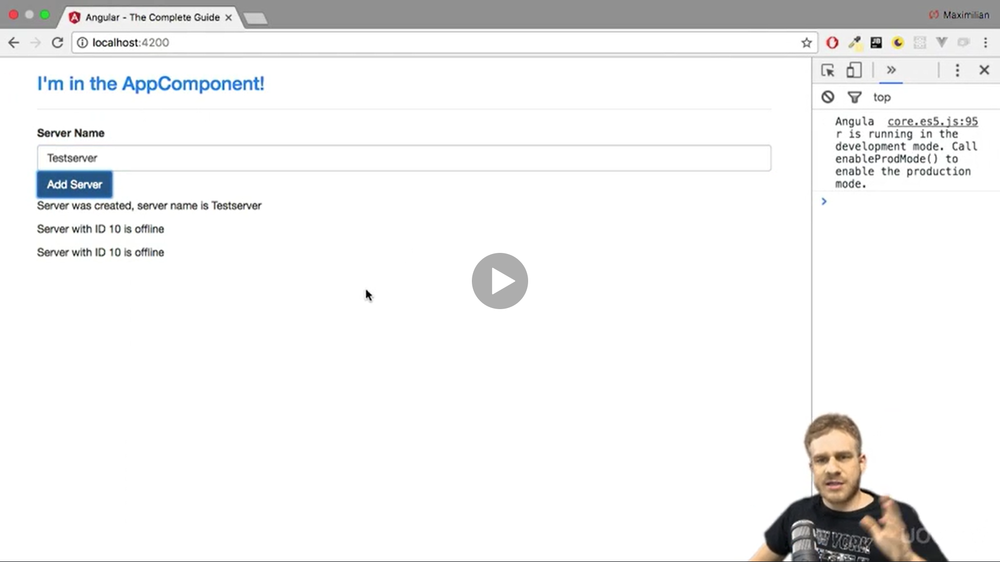 Angular - The Complete Guide
Maximilian
localhost:4200
I'm in the AppComponent!
top
Angula core.es5.js:95
r is running in the
development mode. Call
enableProdMode() to
enable the production
mode.
Server Name
Testserver
Add Server
Server was created, server name is Testserver
Server with ID 10 is offline
Server with ID 10 is offline
YORK